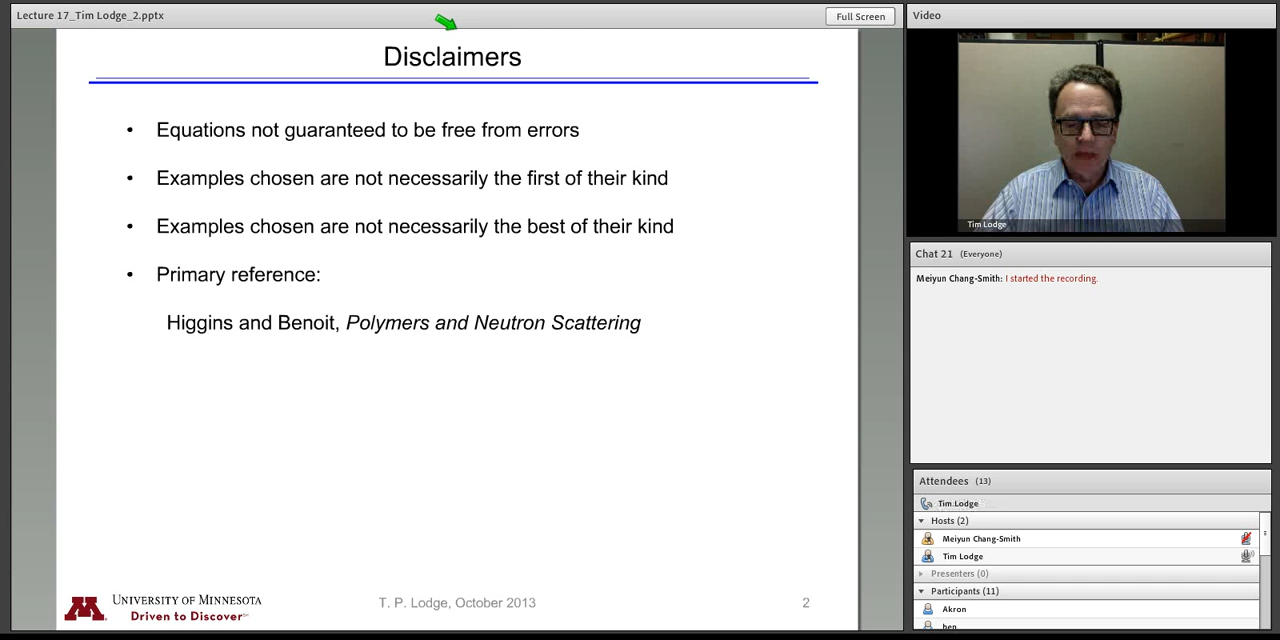 Lecture 17_Tim Lodge_2.pptx
Full Screen
Disclaimers
• Equations not guaranteed to be free from errors
• Examples chosen are not necessarily the first of their kind
• Examples chosen are not necessarily the best of their kind
• Primary reference:
Higgins and Benoit, Polymers and Neutron Scattering
M
UNIVERSITY OF MINNESOTA
Driven to Discover
T. P. Lodge, October 2013
2
Video
Tim Lodge
Chat 21 (Everyone)
Meiyun Chang-Smith: I started the recording.
Attendees (13)
Tim Lodge
Hosts (2)
Meiyun Chang-Smith
Tim Lodge
Presenters (0)
Participants (11)
Akron
ben